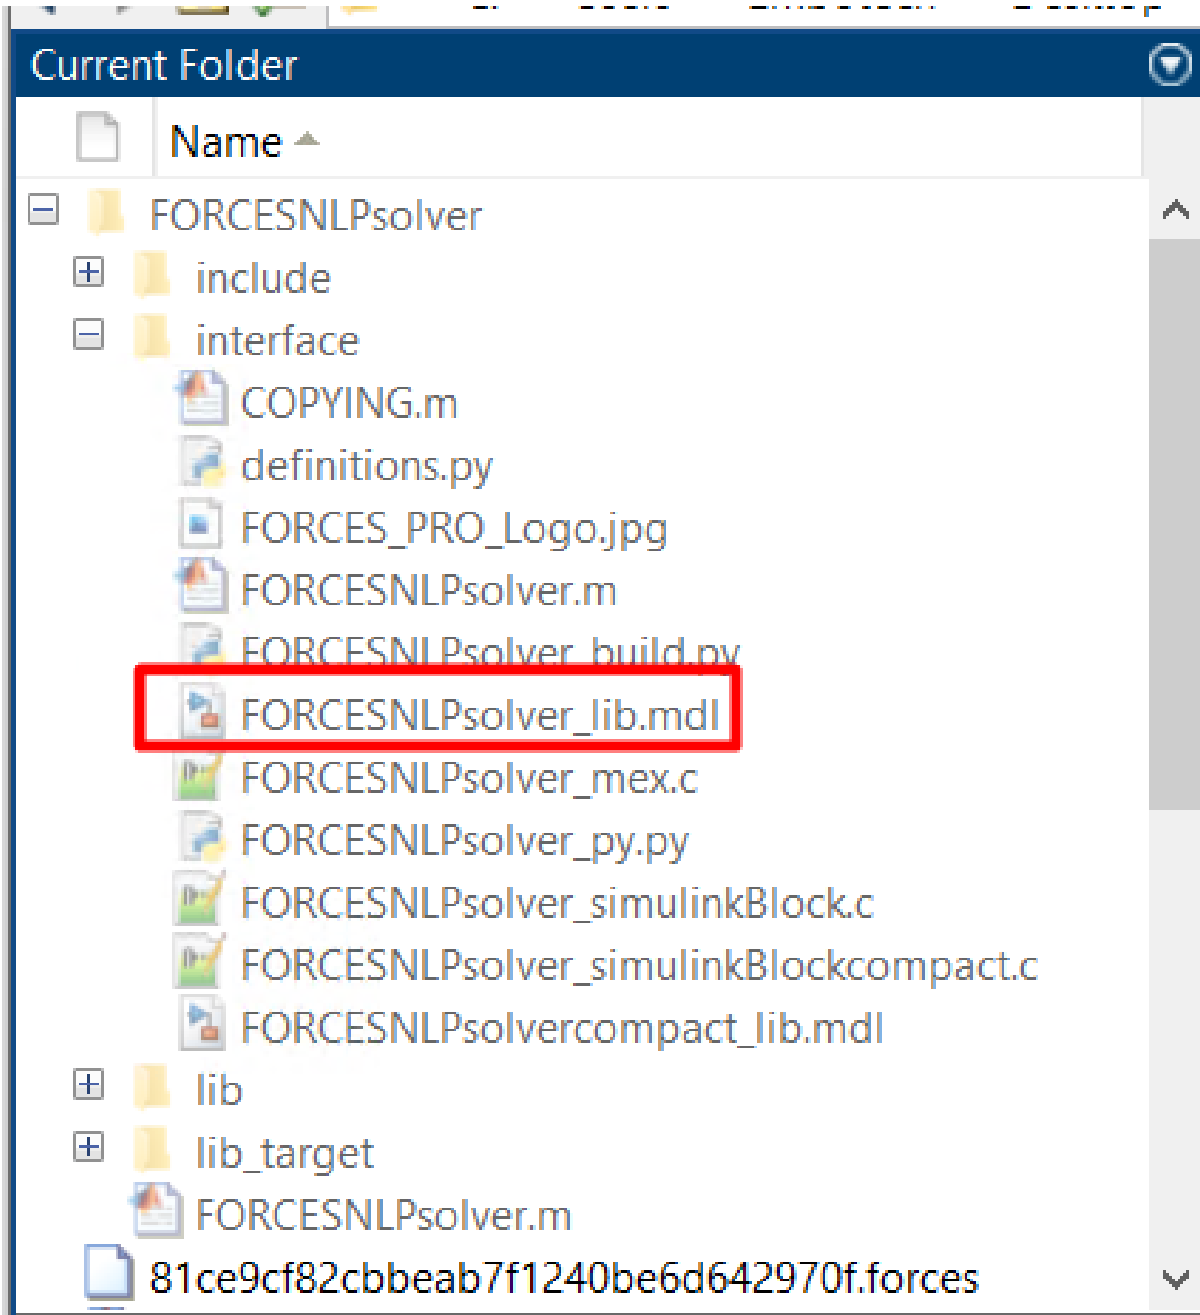 Current Folder
Name
FORCESNLPsolver
include
interface
COPYING.m
definitions.py
FORCES_PRO_Logo.jpg
FORCESNLPsolver.m
FORCESNLPsolver_build.py
FORCESNLPsolver_lib.mdl
FORCESNLPsolver_mex.c
FORCESNLPsolver_py.py
FORCESNLPsolver_simulinkBlock.c
FORCESNLPsolver_simulinkBlockcompact.c
FORCESNLPsolvercompact_lib.mdl
lib
lib_target
FORCESNLPsolver.m
81ce9cf82cbbeab7f1240be6d642970f.forces